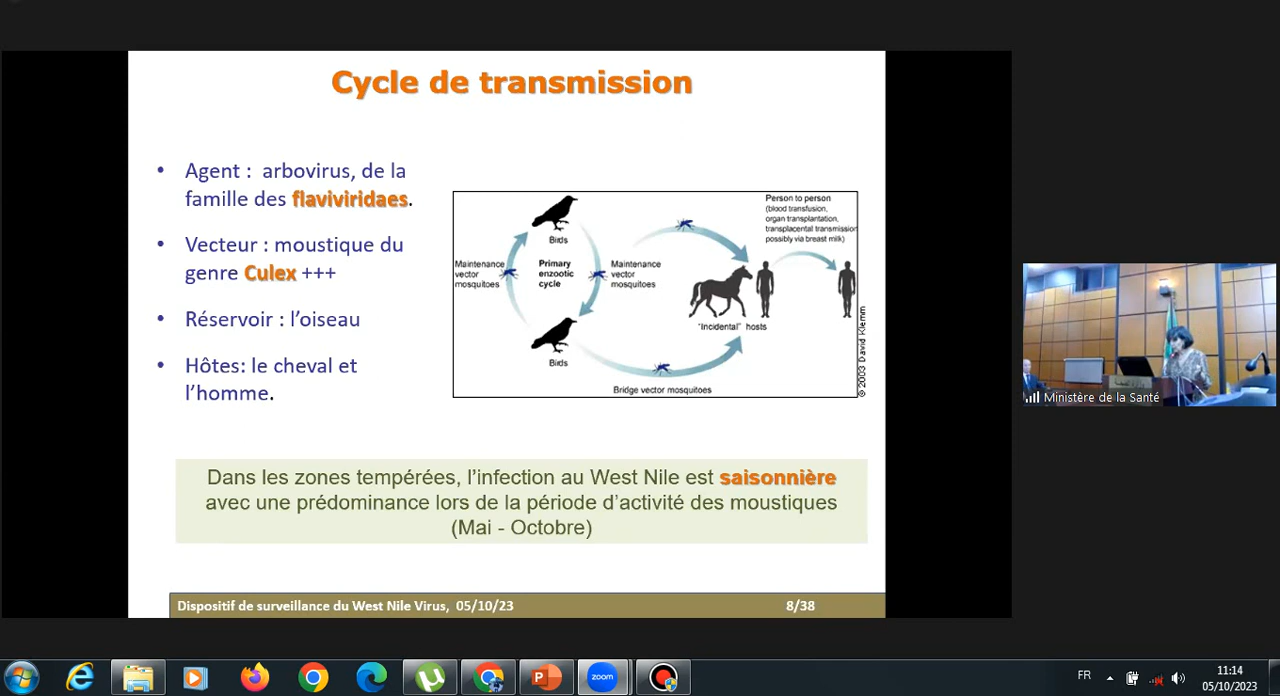 Cycle de transmission
• Agent : arbovirus, de la
famille des flaviviridaes.
• Vecteur : moustique du
genre Culex +++
• Réservoir : l'oiseau
• Hôtes: le cheval et
l'homme.
Birds
Maintenance
vector
mosquitoes
Primary
enzootic
cycle
Maintenance
vector
mosquitoes
Birds
Person to person
(blood transfusion,
organ transplantation,
transplacental transmission
possibly via breast milk)
"Incidental" hosts
Bridge vector mosquitoes
© 2003 David Klemm
Dans les zones tempérées, l'infection au West Nile est saisonnière
avec une prédominance lors de la période d'activité des moustiques
(Mai - Octobre)
Dispositif de surveillance du West Nile Virus, 05/10/23
8/38
Ministère de la Santé
zoom
FR
11:14
05/10/2023